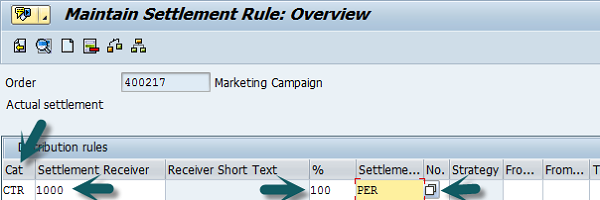 Maintain Settlement Rule: Overview
Order 400217 Marketing Campaign
Actual settlement
Distribution rules
Cat Settlement Receiver Receiver Short Text % Settleme... No. Strategy Fro... From... T
CTR 1000 100 PER